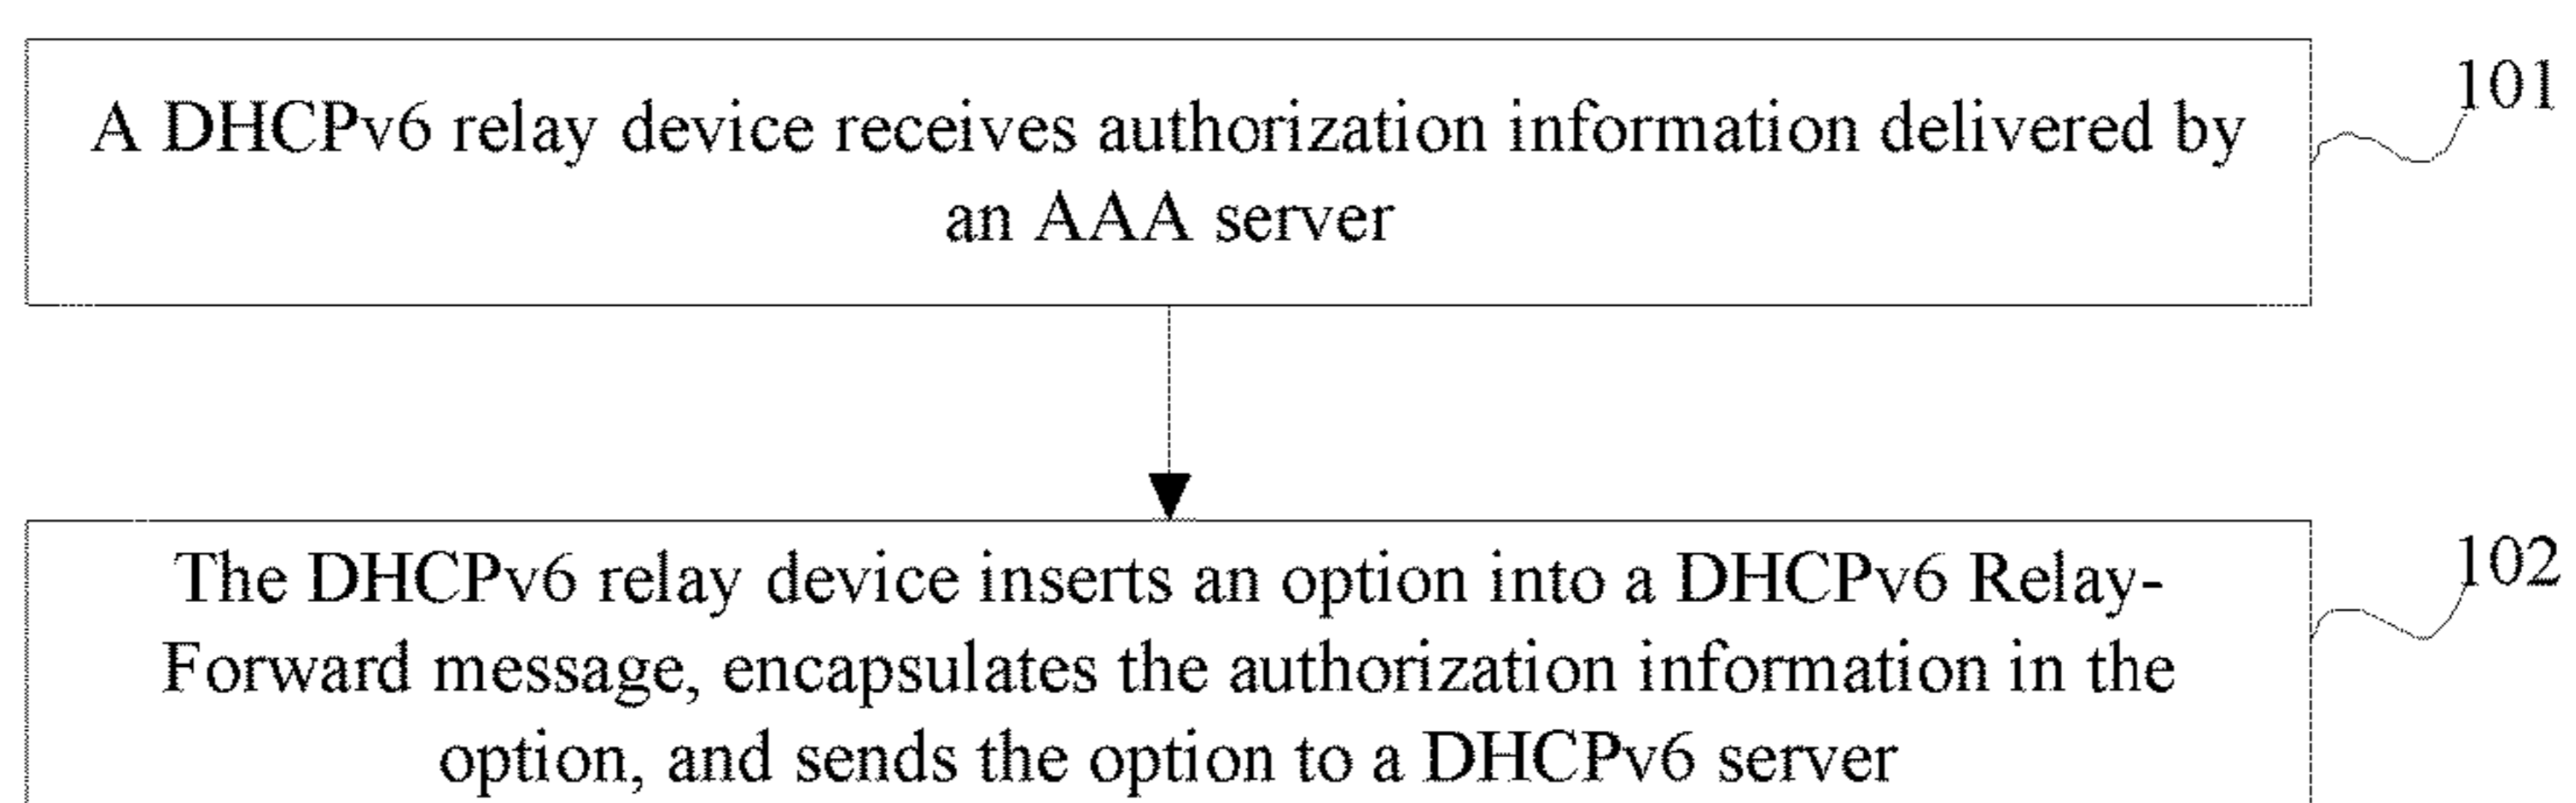 A DHCPv6 relay device receives authorization information delivered by
an AAA server
101
The DHCPv6 relay device inserts an option into a DHCPv6 Relay-
Forward message, encapsulates the authorization information in the
option, and sends the option to a DHCPv6 server
102